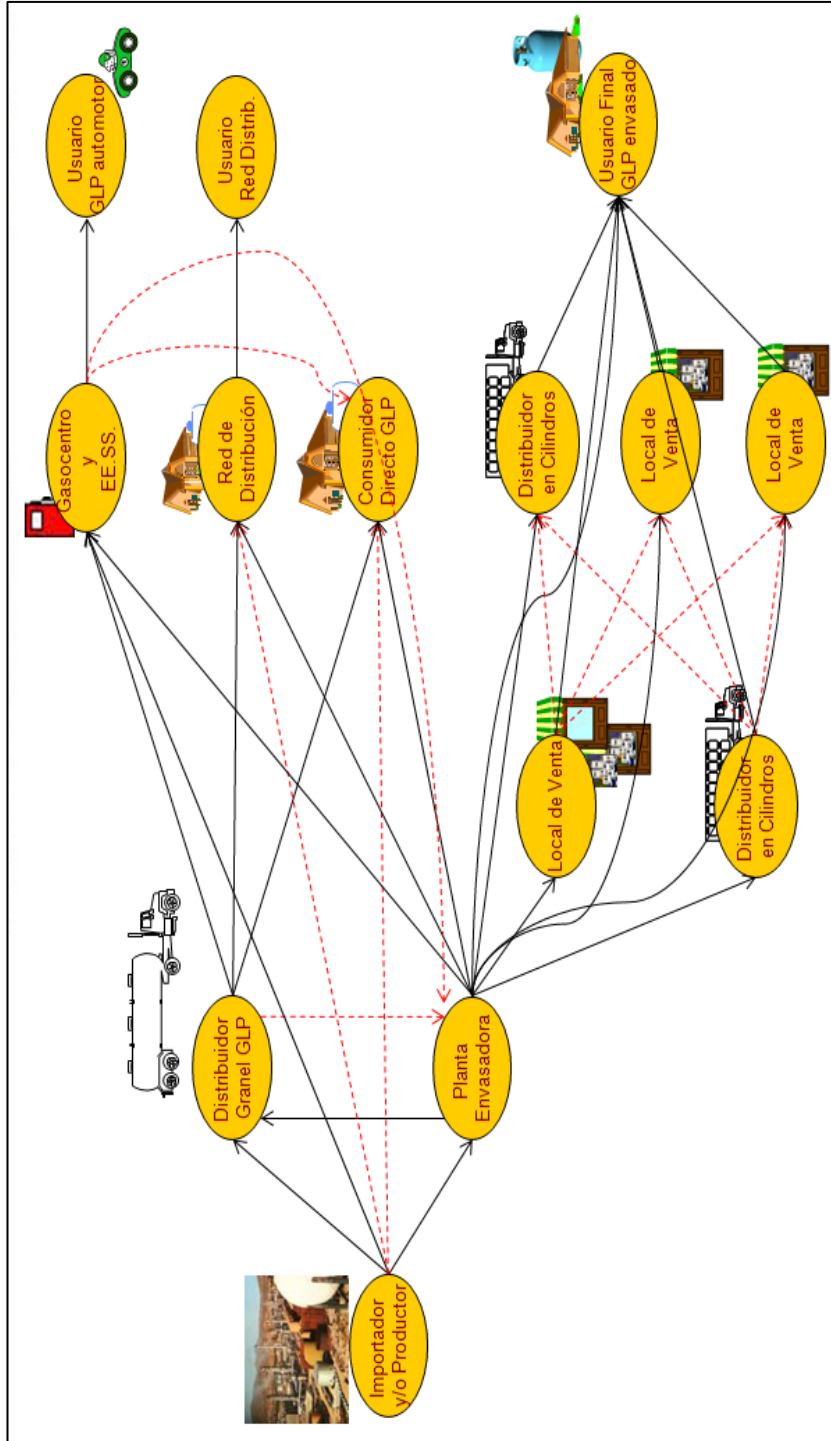 Importador
y/o Productor
Distribuidor
Granel GLP
Planta
Envasadora
Local de Venta
Distribuidor
en Cilindros
Gasocentro
y
EE.SS.
Red de
Distribución
Consumidor
Directo GLP
Distribuidor
en Cilindros
Local de
Venta
Local de
Venta
Usuario
GLP automotor
Usuario
Red Distrib.
Usuario Final
GLP envasado